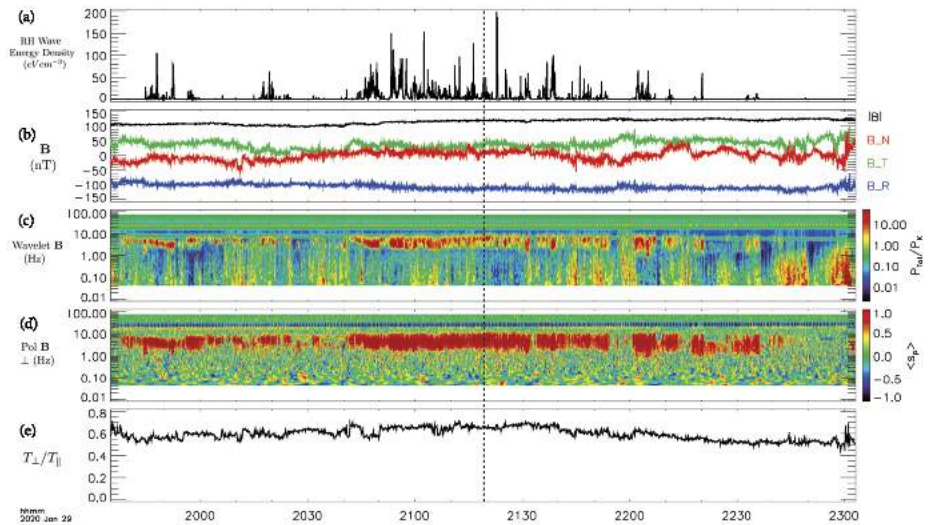 (a)
RH Wave
Energy Density
(eVcm⁻³)
200
150
100
50
0
(b)
B
(nT)
150
100
50
0
−50
−100
−150
|B|
B_N
B_T
B_R
(c)
Wavelet B
(Hz)
100.00
10.00
1.00
0.10
0.01
10.00
1.00
0.10
0.01
P_Tot/P_K
(d)
Pol B
⊥ (Hz)
100.00
10.00
1.00
0.10
0.01
1.0
0.5
0.0
−0.5
−1.0
<S_P>
(e)
T⊥/T∥
0.8
0.6
0.4
0.2
0.0
hhmm
2020 Jan 29
2000
2030
2100
2130
2200
2230
2300